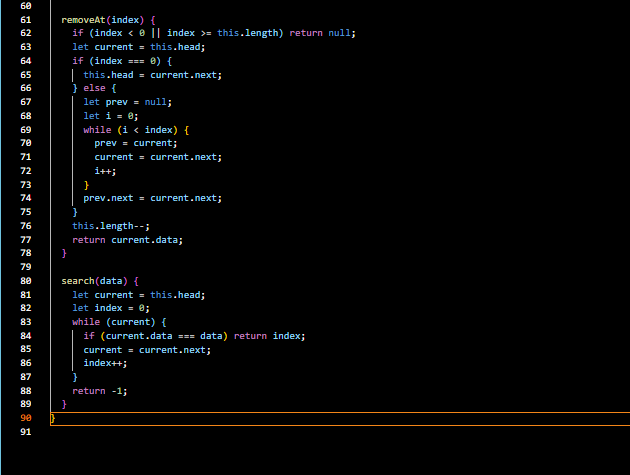 60
61 removeAt(index) {
62 if (index < 0 || index >= this.length) return null;
63 let current = this.head;
64 if (index === 0) {
65 this.head = current.next;
66 } else {
67 let prev = null;
68 let i = 0;
69 while (i < index) {
70 prev = current;
71 current = current.next;
72 i++;
73 }
74 prev.next = current.next;
75 }
76 this.length--;
77 return current.data;
78 }
79
80 search(data) {
81 let current = this.head;
82 let index = 0;
83 while (current) {
84 if (current.data === data) return index;
85 current = current.next;
86 index++;
87 }
88 return -1;
89 }
90 }
91